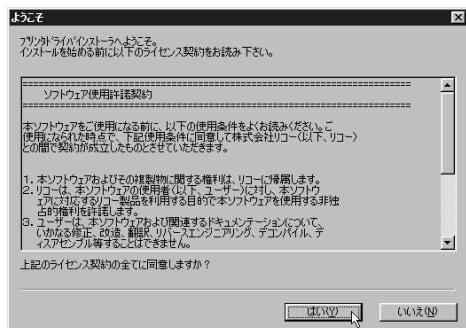 ようこそ
プリンタドライバインストーラへようこそ。
インストールを始める前に以下のライセンス契約をお読み下さい。
==============================================================
ソフトウェア使用許諾契約
==============================================================
本ソフトウェアをご使用になる前に、以下の使用条件をよくお読みください。ご
使用になられた時点で、下記使用条件に同意して株式会社リコー(以下、リコー)
との間で契約が成立したものとさせていただきます。
1. 本ソフトウェアおよびその複製物に関する権利は、リコーに帰属します。
2. リコーは、本ソフトウェアの使用者(以下、ユーザー)に対し、本ソフトウ
ェアに対応するリコー製品を利用する目的で本ソフトウェアを使用する非独
占的権利を許諾します。
3. ユーザーは、本ソフトウェアおよび関連するドキュメンテーションについて、
いかなる修正、改造、翻訳、リバースエンジニアリング、デコンパイル、デ
ィスアセンブル等することはできません。
上記のライセンス契約の全てに同意しますか?
はい(Y)
いいえ(N)